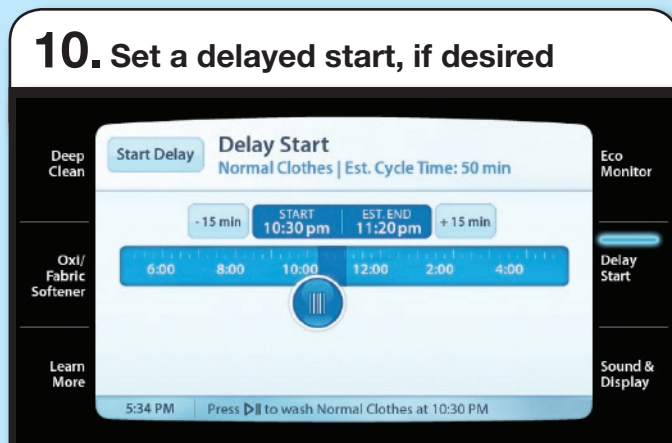 10. Set a delayed start, if desired
Deep
Clean
Oxi/
Fabric
Softener
Learn
More
Start Delay
Delay Start
Normal Clothes | Est. Cycle Time: 50 min
- 15 min
START
10:30 pm
EST. END
11:20 pm
+ 15 min
6:00 8:00 10:00 12:00 2:00 4:00
5:34 PM Press ▷II to wash Normal Clothes at 10:30 PM
Eco
Monitor
Delay
Start
Sound &
Display